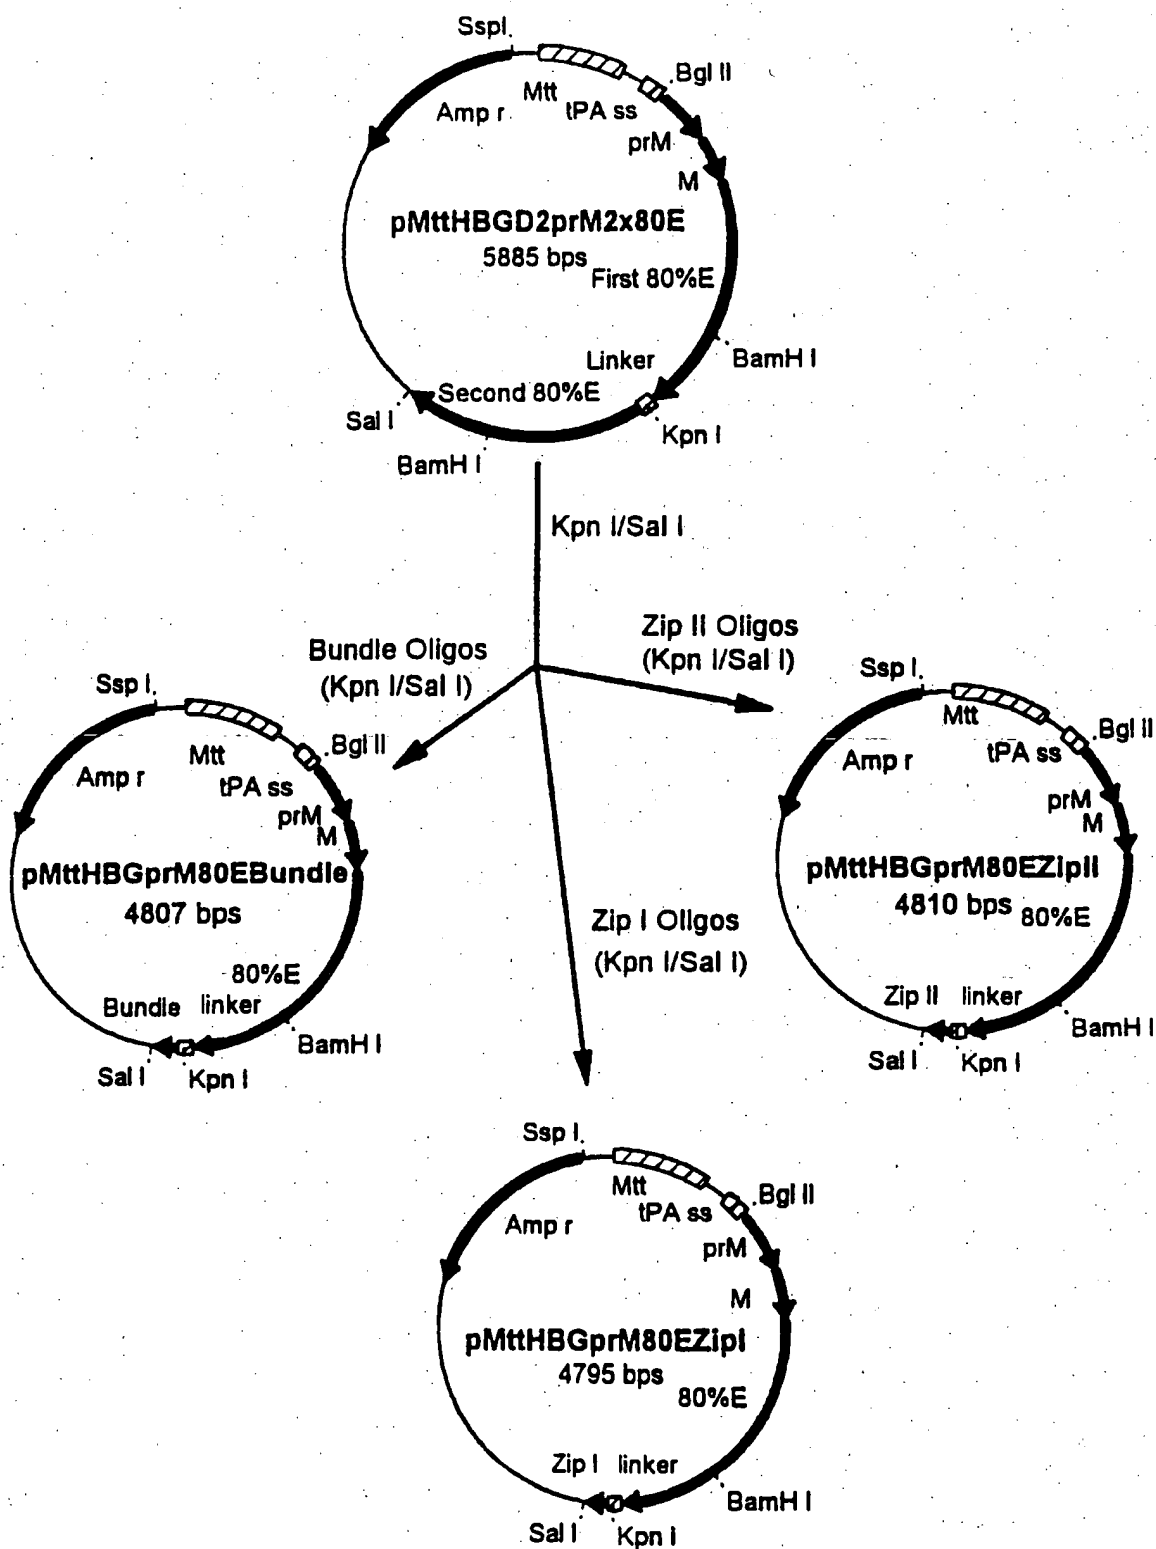 SspI
Bgl II
Mtt
Amp r
tPA ss
prM
M
pMttHBGD2prM2x80E
5885 bps
First 80%E
Linker
BamH I
Second 80%E
Sal I
Kpn I
BamH I
Kpn I/Sal I
Zip II Oligos
(Kpn I/Sal I)
Bundle Oligos
(Kpn I/Sal I)
Ssp I
Bgl II
Mtt
Amp r
tPA ss
prM
M
pMttHBGprM80EBundle
4807 bps
80%E
Bundle linker
BamH I
Sal I
Kpn I
Ssp I
Mtt
Bgl II
Amp r
tPA ss
prM
M
pMttHBGprM80EZipII
4810 bps
80%E
Zip II linker
BamH I
Sal I
Kpn I
Zip I Oligos
(Kpn I/Sal I)
Ssp I
Mtt
Bgl II
Amp r
tPA ss
prM
M
pMttHBGprM80EZipI
4795 bps
80%E
Zip I linker
BamH I
Sal I
Kpn I